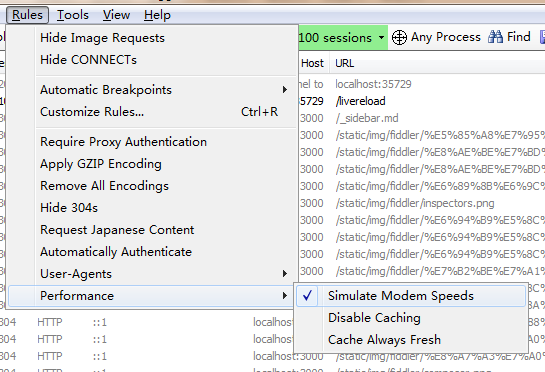 Rules Tools View Help
100 sessions Any Process Find
Host URL
Hide Image Requests
Hide CONNECTs
Automatic Breakpoints
Customize Rules... Ctrl+R
Require Proxy Authentication
Apply GZIP Encoding
Remove All Encodings
Hide 304s
Request Japanese Content
Automatically Authenticate
User-Agents
Performance
Simulate Modem Speeds
Disable Caching
Cache Always Fresh
nel to localhost:35729
5729 /livereload
3000 /_sidebar.md
3000 /static/img/fiddler/%E5%85%A8%E7%95%
3000 /static/img/fiddler/%E8%AE%BE%E7%BD
3000 /static/img/fiddler/%E8%AE%BE%E7%BD
3000 /static/img/fiddler/%E6%89%8B%E6%9C
3000 /static/img/fiddler/inspectors.png
3000 /static/img/fiddler/%E6%94%B9%E5%8C
3000 /static/img/fiddler/%E6%94%B9%E5%8C
3000 /static/img/fiddler/%E7%B2%BE%E7%A1
304 HTTP ::1
304 HTTP ::1
304 HTTP ::1 localhost:3000 /static/img/fiddler/%E8%A7%A3%E7%A0
304 HTTP ::1 localhost:3000 /static/img/fiddler/composer.png